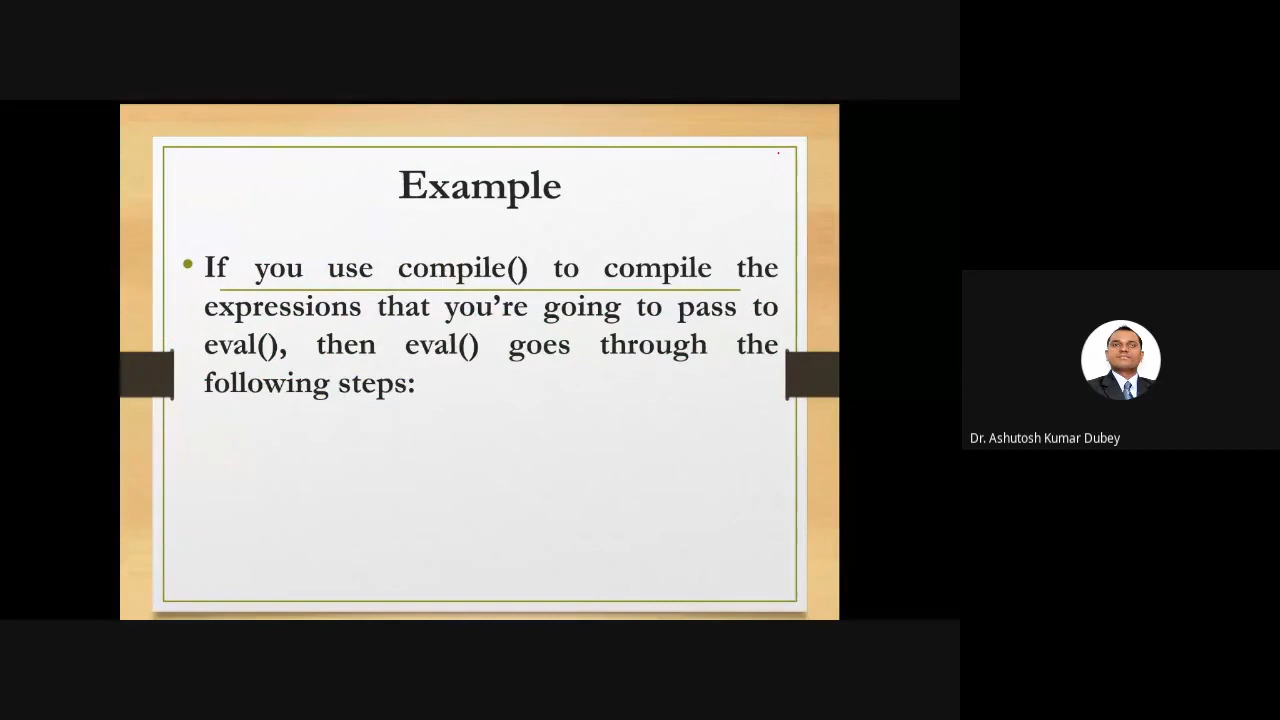 Example
• If you use compile() to compile the
expressions that you’re going to pass to
eval(), then eval() goes through the
following steps:
Dr. Ashutosh Kumar Dubey